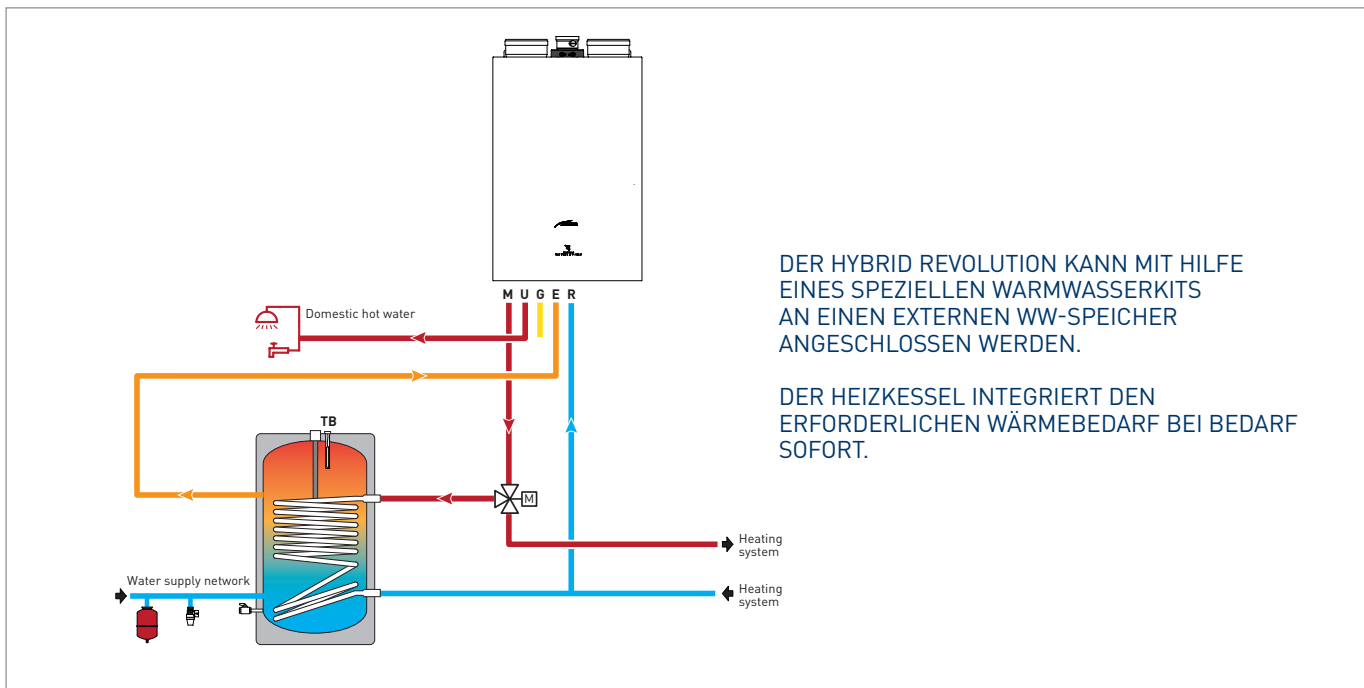 M U G E R
Domestic hot water
TB
M
Heating
system
Water supply network
Heating
system
DER HYBRID REVOLUTION KANN MIT HILFE
EINES SPEZIELLEN WARMWASSERKITS
AN EINEN EXTERNEN WW-SPEICHER
ANGESCHLOSSEN WERDEN.
DER HEIZKESSEL INTEGRIERT DEN
ERFORDERLICHEN WÄRMEBEDARF BEI BEDARF
SOFORT.